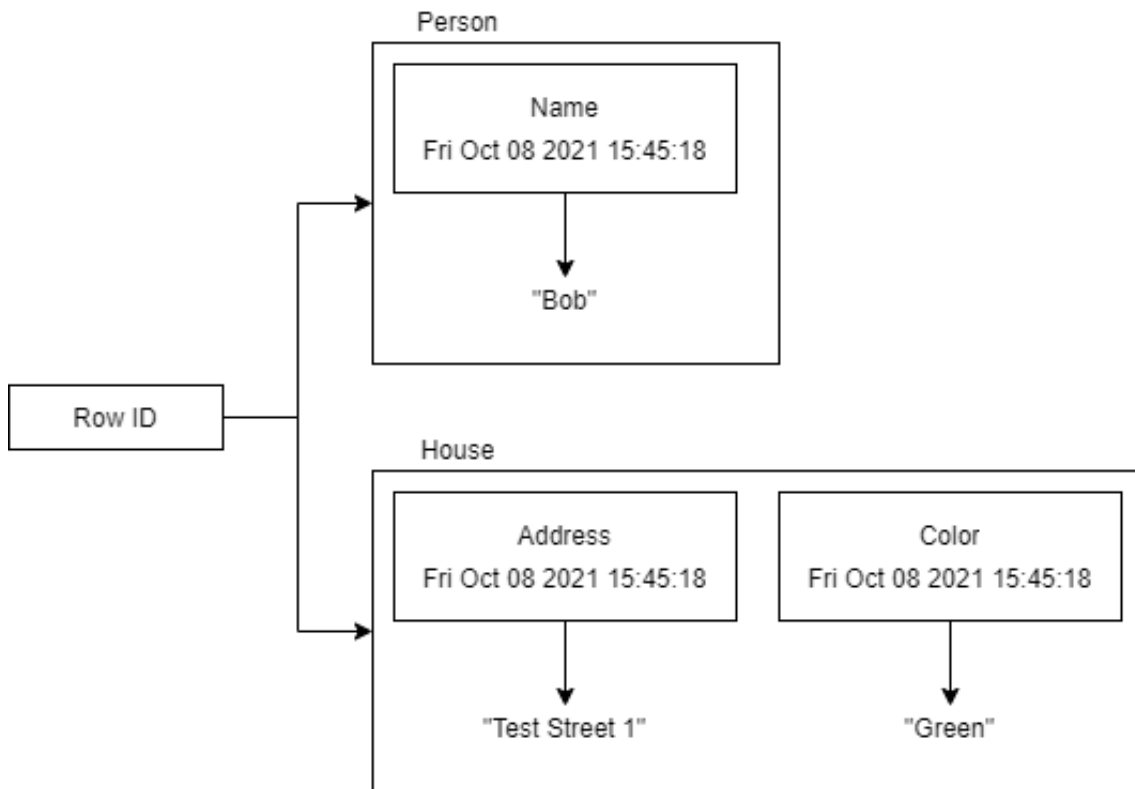 Person
Name
Fri Oct 08 2021 15:45:18
"Bob"
Row ID
House
Address
Fri Oct 08 2021 15:45:18
"Test Street 1"
Color
Fri Oct 08 2021 15:45:18
"Green"